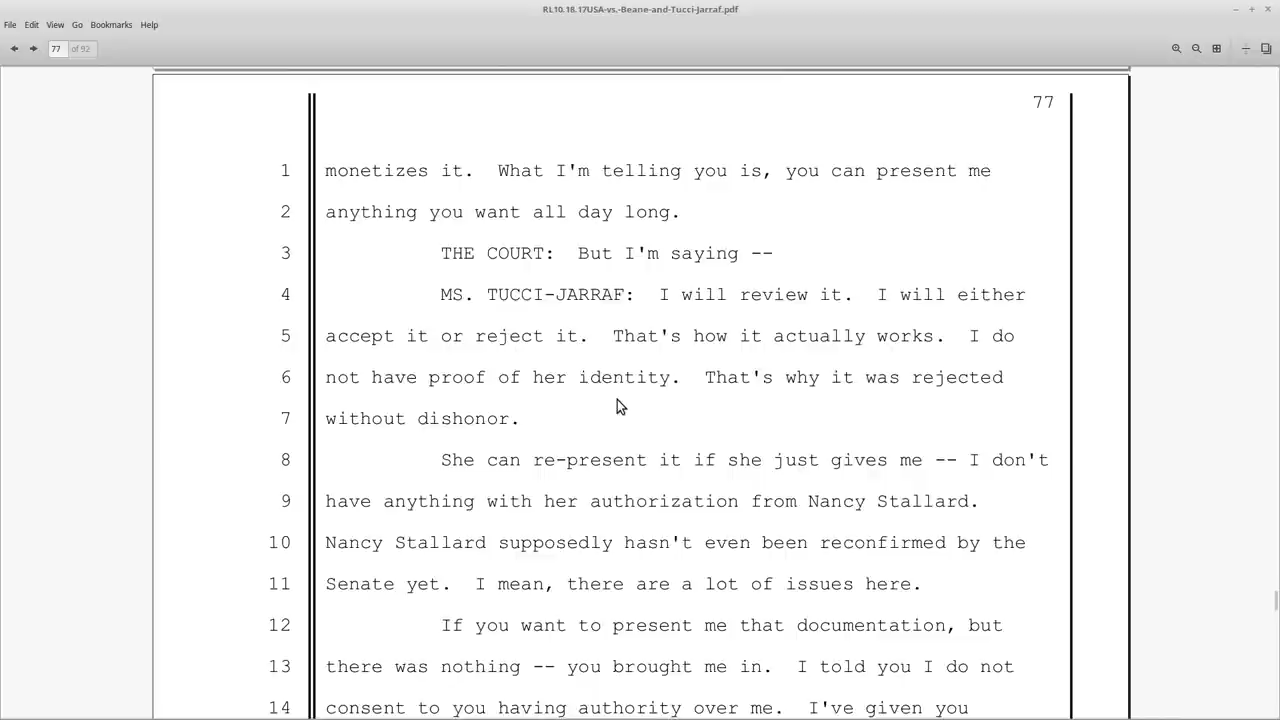 RL10.18.17USA-vs.-Beane-and-Tucci-Jarraf.pdf
File Edit View Go Bookmarks Help
77 of 92
77
1 monetizes it. What I'm telling you is, you can present me
2 anything you want all day long.
3 THE COURT: But I'm saying --
4 MS. TUCCI-JARRAF: I will review it. I will either
5 accept it or reject it. That's how it actually works. I do
6 not have proof of her identity. That's why it was rejected
7 without dishonor.
8 She can re-present it if she just gives me -- I don't
9 have anything with her authorization from Nancy Stallard.
10 Nancy Stallard supposedly hasn't even been reconfirmed by the
11 Senate yet. I mean, there are a lot of issues here.
12 If you want to present me that documentation, but
13 there was nothing -- you brought me in. I told you I do not
14 consent to you having authority over me. I've given you